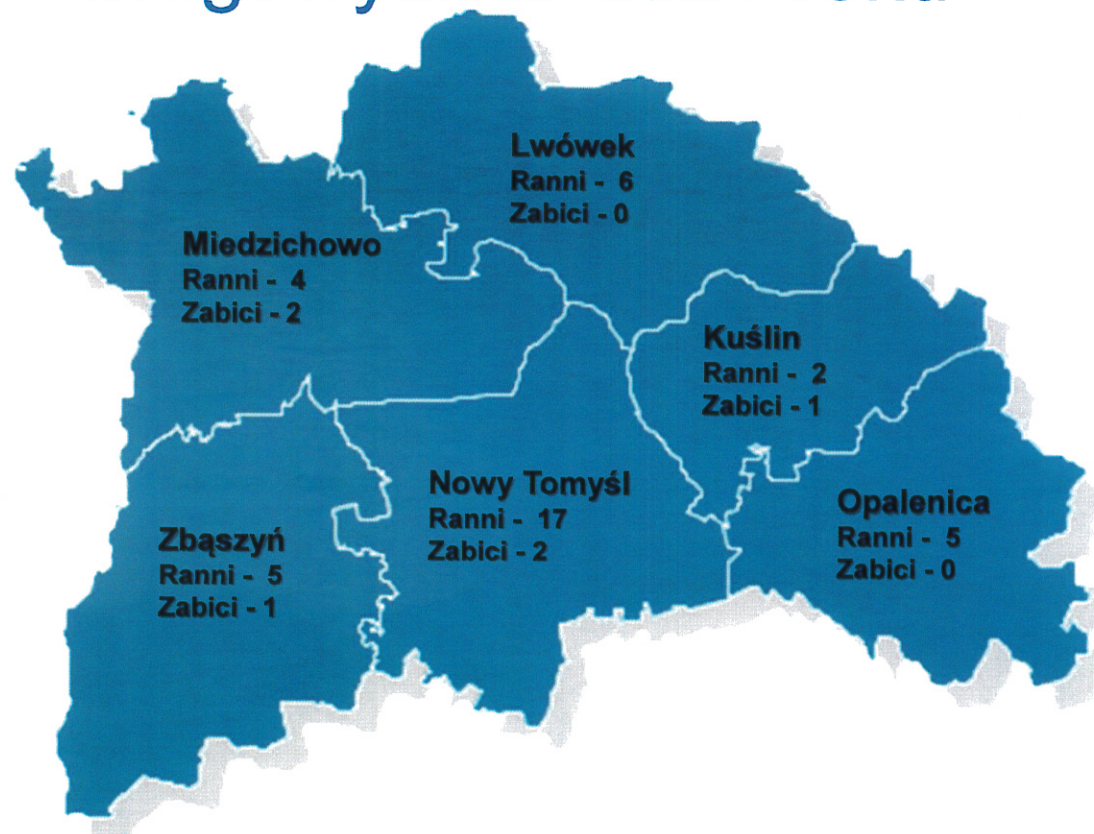 Lwówek
Ranni - 6
Zabici - 0
Miedzichowo
Ranni - 4
Zabici - 2
Kuślin
Ranni - 2
Zabici - 1
Nowy Tomyśl
Ranni - 17
Zabici - 2
Opalenica
Ranni - 5
Zabici - 0
Zbąszyń
Ranni - 5
Zabici - 1